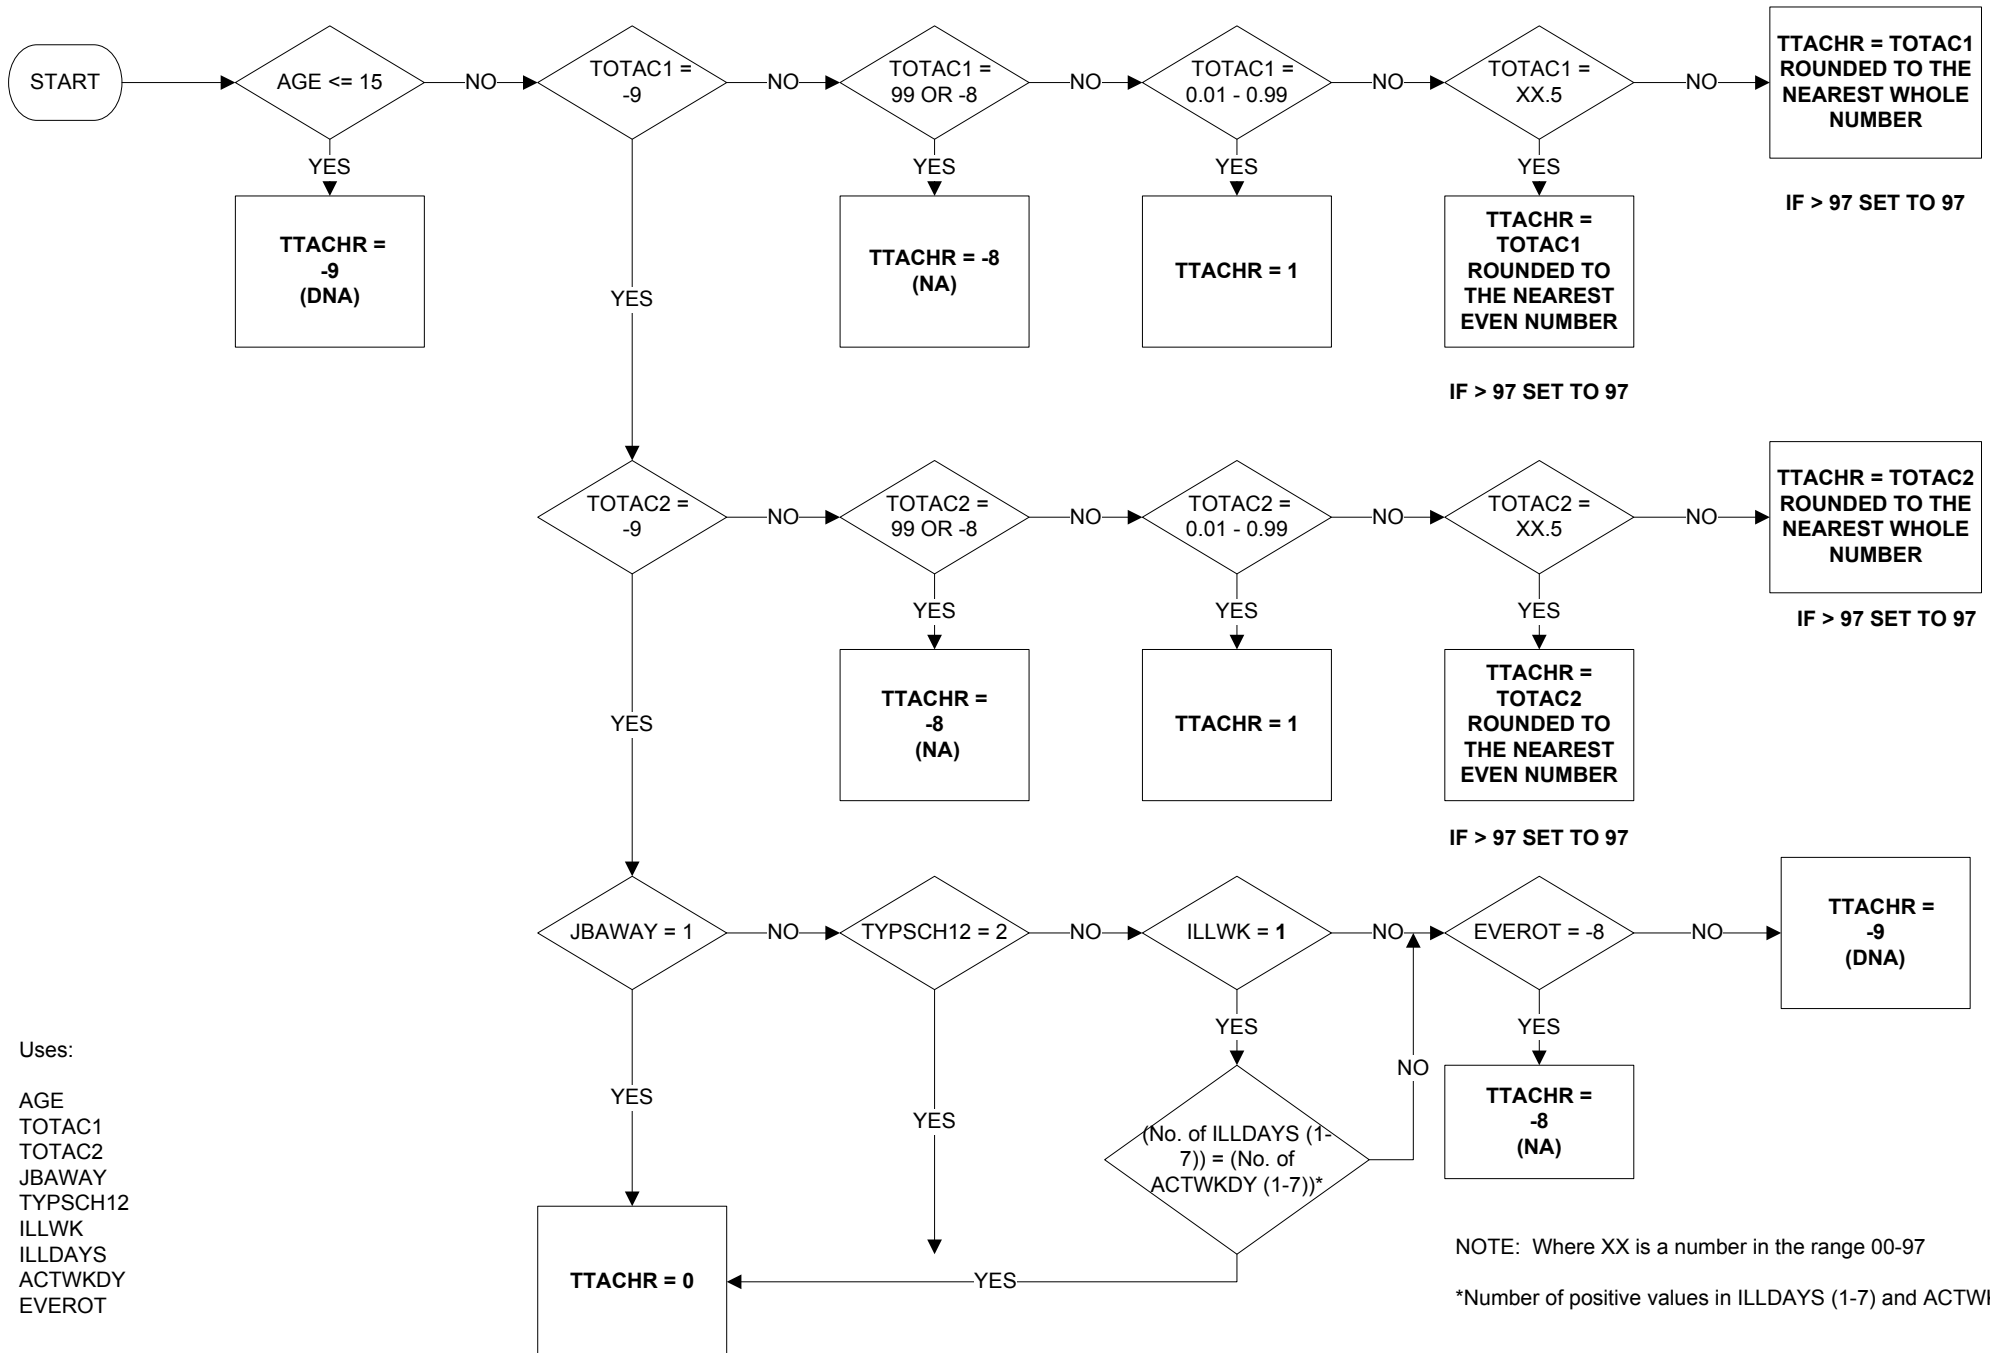 START
AGE <= 15
NO
TOTAC1 =
-9
NO
TOTAC1 =
99 OR -8
NO
TOTAC1 =
0.01 - 0.99
NO
TOTAC1 =
XX.5
NO
TTACHR = TOTAC1
ROUNDED TO THE
NEAREST WHOLE
NUMBER
IF > 97 SET TO 97
YES
TTACHR =
-9
(DNA)
YES
YES
TTACHR = -8
(NA)
YES
TTACHR = 1
YES
TTACHR =
TOTAC1
ROUNDED TO
THE NEAREST
EVEN NUMBER
IF > 97 SET TO 97
TOTAC2 =
-9
NO
TOTAC2 =
99 OR -8
NO
TOTAC2 =
0.01 - 0.99
NO
TOTAC2 =
XX.5
NO
TTACHR = TOTAC2
ROUNDED TO THE
NEAREST WHOLE
NUMBER
IF > 97 SET TO 97
YES
YES
TTACHR =
-8
(NA)
YES
TTACHR = 1
YES
TTACHR =
TOTAC2
ROUNDED TO
THE NEAREST
EVEN NUMBER
IF > 97 SET TO 97
JBAWAY = 1
NO
TYPSCH12 = 2
NO
ILLWK = 1
NO
EVEROT = -8
NO
TTACHR =
-9
(DNA)
YES
YES
YES
(No. of ILLDAYS (1-
7)) = (No. of
ACTWKDY (1-7))*
NO
YES
TTACHR =
-8
(NA)
TTACHR = 0
YES
Uses:
AGE
TOTAC1
TOTAC2
JBAWAY
TYPSCH12
ILLWK
ILLDAYS
ACTWKDY
EVEROT
NOTE: Where XX is a number in the range 00-97
*Number of positive values in ILLDAYS (1-7) and